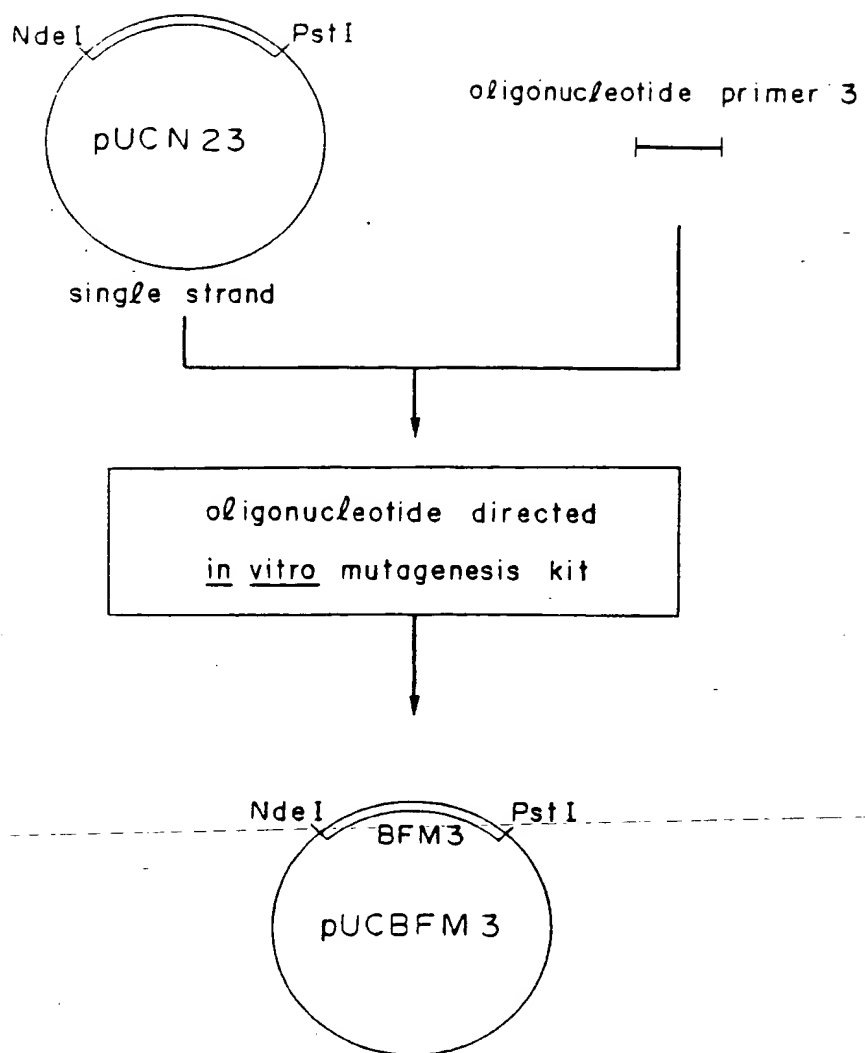 NdeI PstI
pUCN23
single strand
oligonucleotide primer 3
oligonucleotide directed
in vitro mutagenesis kit
NdeI PstI
BFM3
pUCBFM3